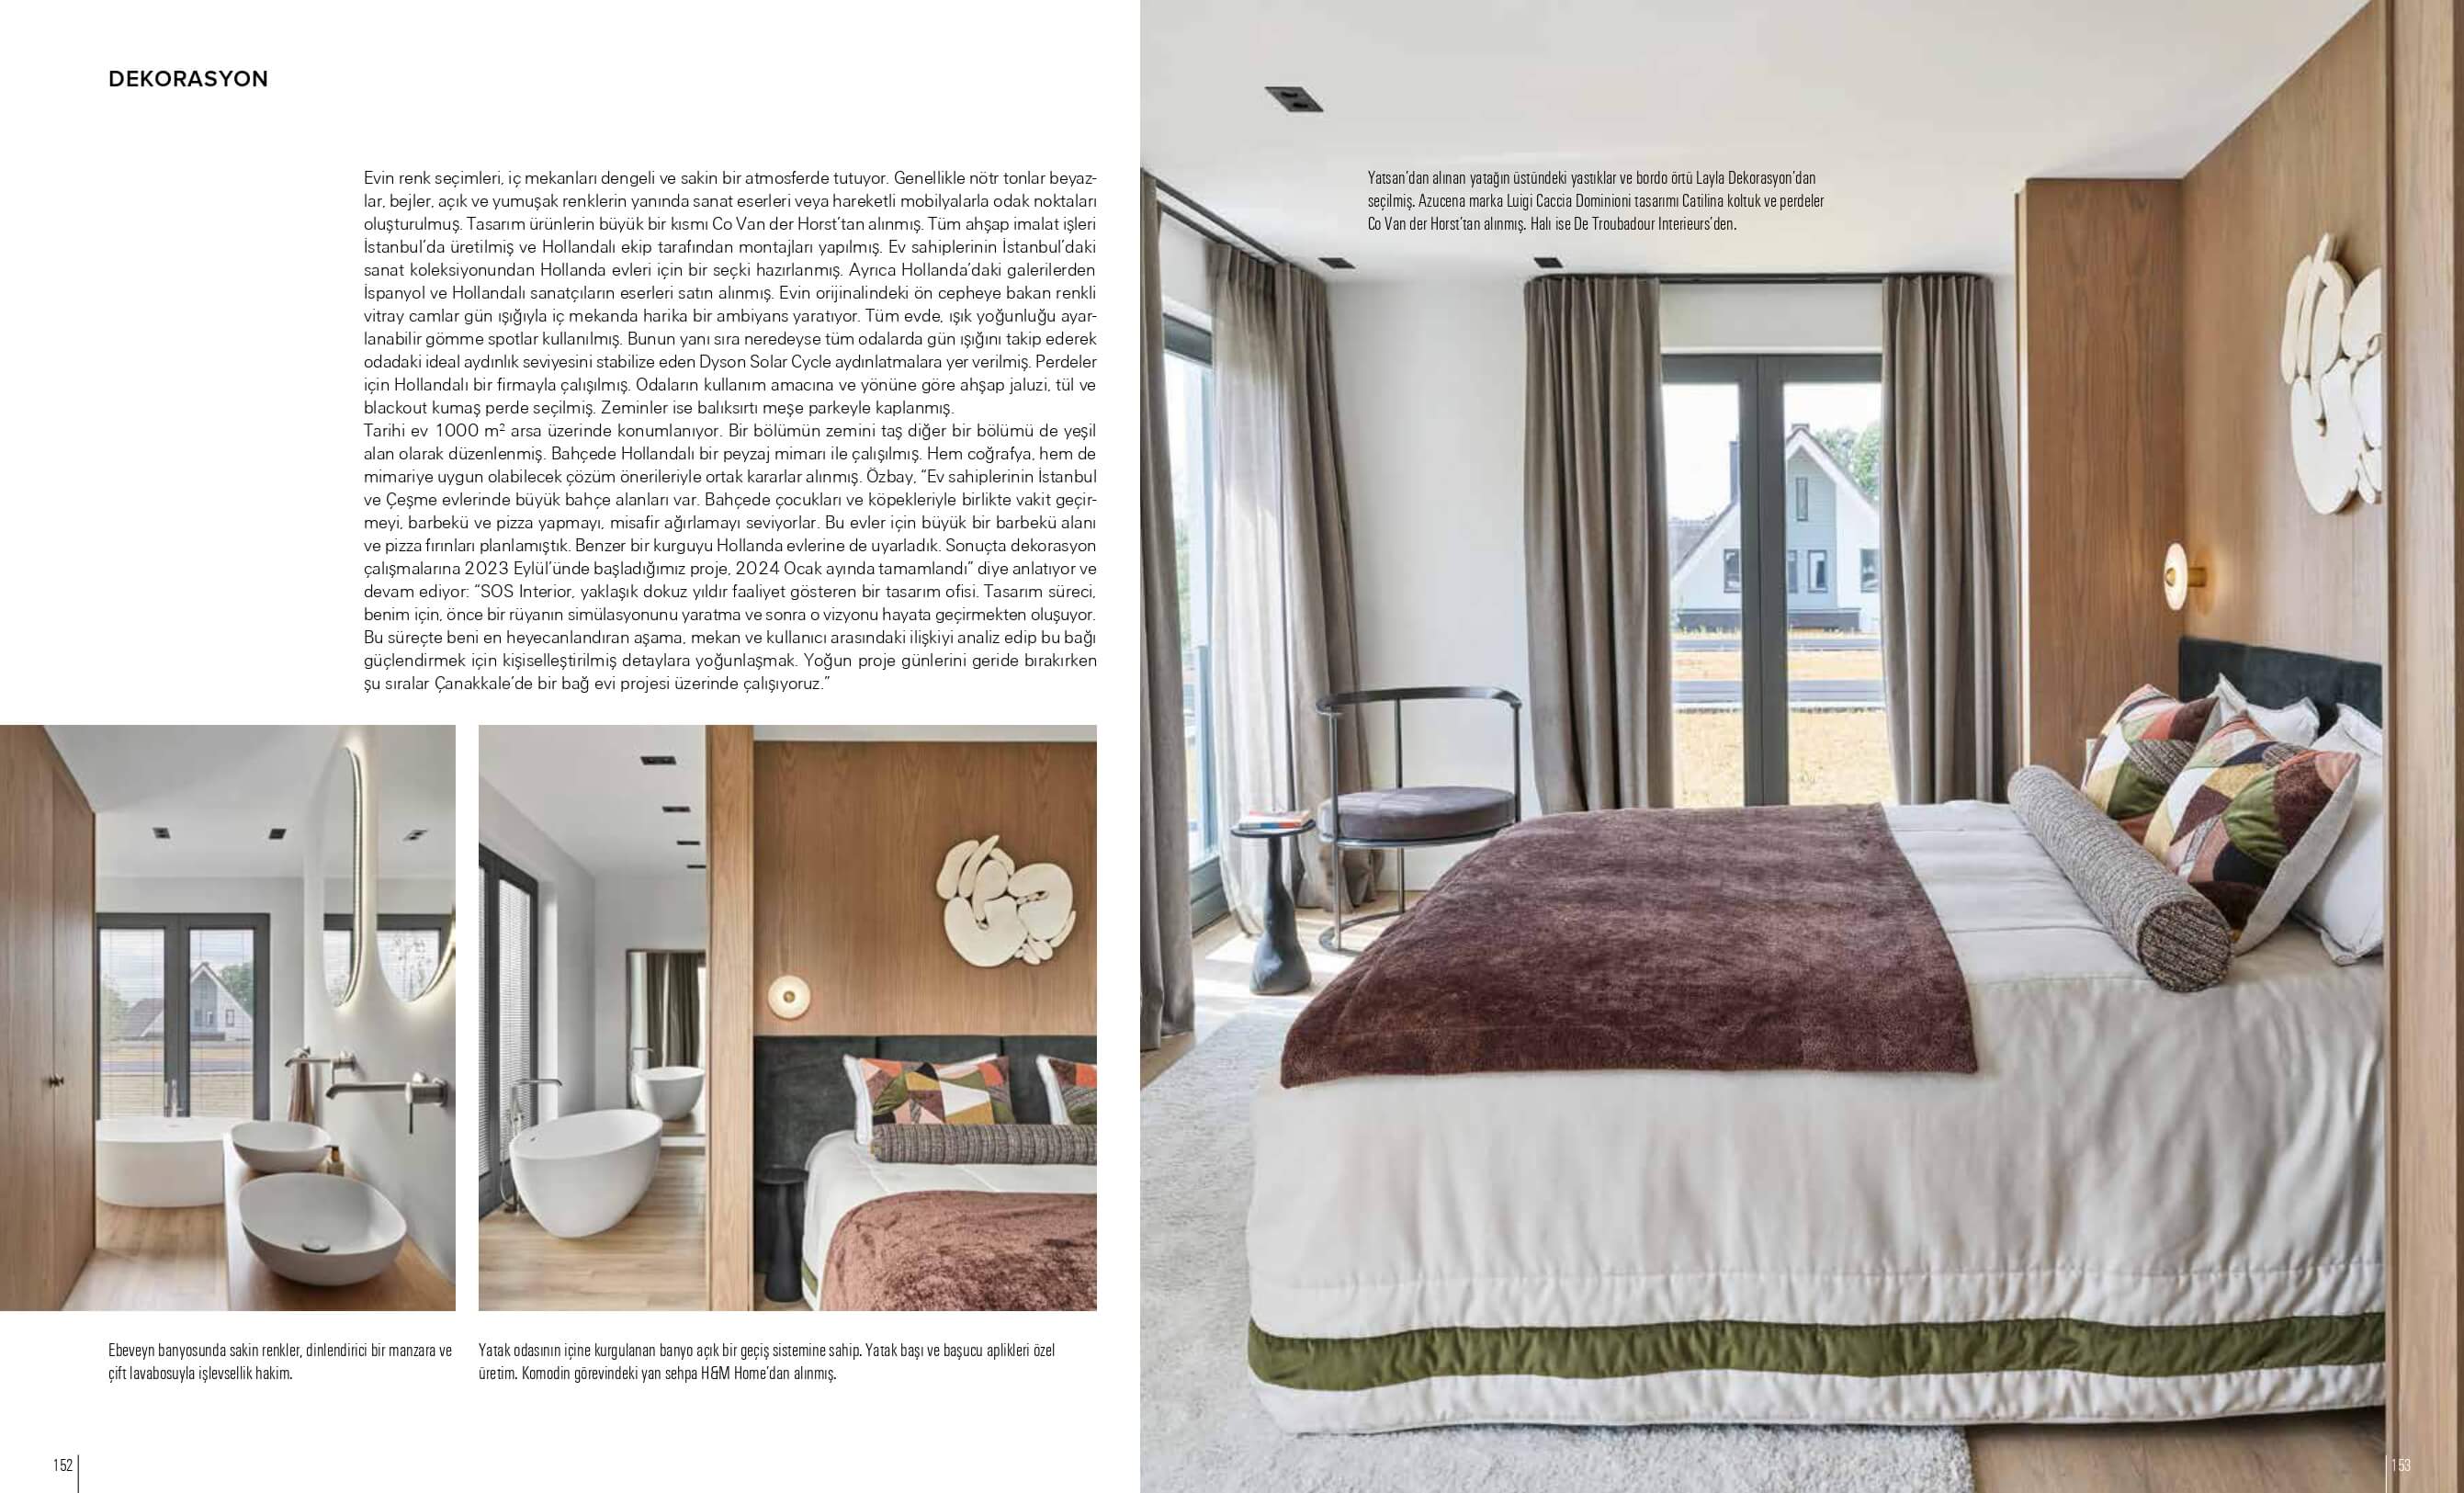 DEKORASYON
Evin renk seçimleri, iç mekanları dengeli ve sakin bir atmosferde tutuyor. Genellikle nötr tonlar beyaz-
lar, bejler, açık ve yumuşak renklerin yanında sanat eserleri veya hareketli mobilyalarla odak noktaları
oluşturulmuş. Tasarım ürünlerin büyük bir kısmı Co Van der Horst’tan alınmış. Tüm ahşap imalat işleri
İstanbul’da üretilmiş ve Hollandalı ekip tarafından montajları yapılmış. Ev sahiplerinin İstanbul’daki
sanat koleksiyonundan Hollanda evleri için bir seçki hazırlanmış. Ayrıca Hollanda’daki galerilerden
İspanyol ve Hollandalı sanatçıların eserleri satın alınmış. Evin orijinalindeki ön cepheye bakan renkli
vitray camlar gün ışığıyla iç mekanda harika bir ambiyans yaratıyor. Tüm evde, ışık yoğunluğu ayar-
lanabilir gömme spotlar kullanılmış. Bunun yanı sıra neredeyse tüm odalarda gün ışığını takip ederek
odadaki ideal aydınlık seviyesini stabilize eden Dyson Solar Cycle aydınlatmalara yer verilmiş. Perdeler
için Hollandalı bir firmayla çalışılmış. Odaların kullanım amacına ve yönüne göre ahşap jaluzi, tül ve
blackout kumaş perde seçilmiş. Zeminler ise balıksırtı meşe parkeyle kaplanmış.
Tarihi ev 1000 m² arsa üzerinde konumlanıyor. Bir bölümün zemini taş diğer bir bölümü de yeşil
alan olarak düzenlenmiş. Bahçede Hollandalı bir peyzaj mimarı ile çalışılmış. Hem coğrafya, hem de
mimariye uygun olabilecek çözüm önerileriyle ortak kararlar alınmış. Özbay, “Ev sahiplerinin İstanbul
ve Çeşme evlerinde büyük bahçe alanları var. Bahçede çocukları ve köpekleriyle birlikte vakit geçir-
meyi, barbekü ve pizza yapmayı, misafir ağırlamayı seviyorlar. Bu evler için büyük bir barbekü alanı
ve pizza fırınları planlamıştık. Benzer bir kurguyu Hollanda evlerine de uyarladık. Sonuçta dekorasyon
çalışmalarına 2023 Eylül’ünde başladığımız proje, 2024 Ocak ayında tamamlandı” diye anlatıyor ve
devam ediyor: “SOS Interior, yaklaşık dokuz yıldır faaliyet gösteren bir tasarım ofisi. Tasarım süreci,
benim için, önce bir rüyanın simülasyonunu yaratma ve sonra o vizyonu hayata geçirmekten oluşuyor.
Bu süreçte beni en heyecanlandıran aşama, mekan ve kullanıcı arasındaki ilişkiyi analiz edip bu bağı
güçlendirmek için kişiselleştirilmiş detaylara yoğunlaşmak. Yoğun proje günlerini geride bırakırken
şu sıralar Çanakkale’de bir bağ evi projesi üzerinde çalışıyoruz.”
Ebeveyn banyosunda sakin renkler, dinlendirici bir manzara ve
çift lavabosuyla işlevsellik hakim.
Yatak odasının içine kurgulanan banyo açık bir geçiş sistemine sahip. Yatak başı ve başucu aplikleri özel
üretim. Komodin görevindeki yan sehpa H&M Home’dan alınmış.
152
Yatsan’dan alınan yatağın üstündeki yastıklar ve bordo örtü Layla Dekorasyon’dan
seçilmiş. Azucena marka Luigi Caccia Dominioni tasarımı Catilina koltuk ve perdeler
Co Van der Horst’tan alınmış. Halı ise De Troubadour Interieurs’den.
153